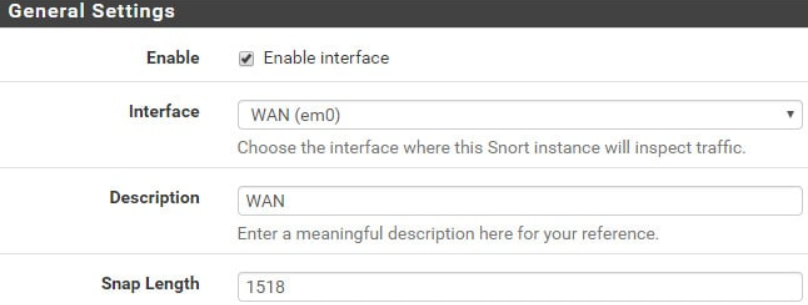 General Settings
Enable Enable interface
Interface WAN (em0)
Choose the interface where this Snort instance will inspect traffic.
Description WAN
Enter a meaningful description here for your reference.
Snap Length 1518